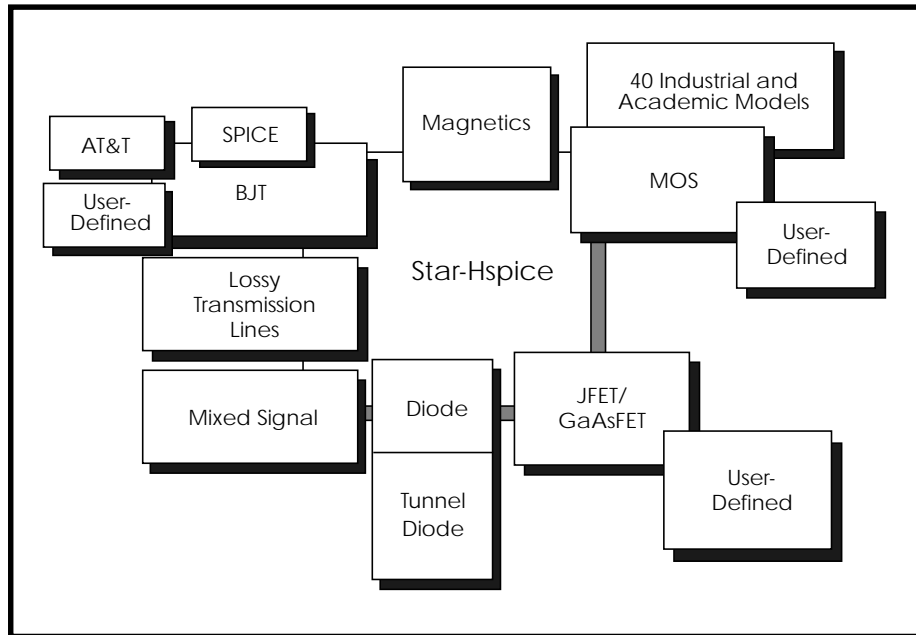 40 Industrial and
Academic Models
Magnetics
SPICE
AT&T
MOS
BJT
User-
Defined
User-
Defined
Star-Hspice
Lossy
Transmission
Lines
JFET/
GaAsFET
Mixed Signal
Diode
User-
Defined
Tunnel
Diode